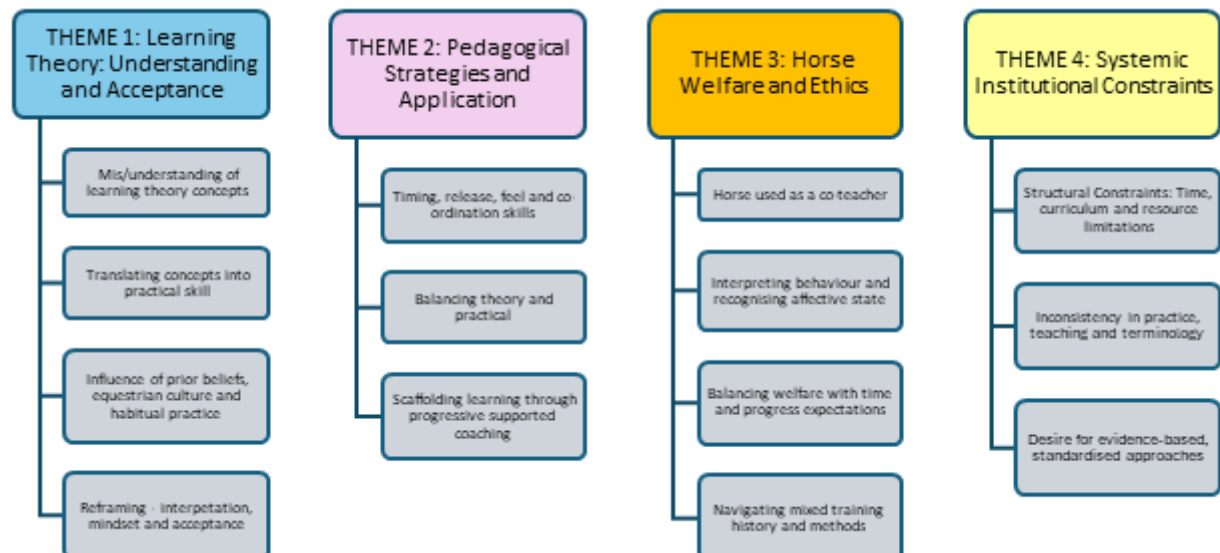 THEME 1: Learning
Theory: Understanding
and Acceptance
Mis/understanding of
learning theory concepts
Translating concepts into
practical skill
Influence of prior beliefs,
equestrian culture and
habitual practice
Reframing - interpetation,
mindset and acceptance
THEME 2: Pedagogical
Strategies and
Application
Timing, release, feel and co-
ordination skills
Balancing theory and
practical
Scaffolding learning through
progressive supported
coaching
THEME 3: Horse
Welfare and Ethics
Horse used as a co-teacher
Interpreting behaviour and
recognising affective state
Balancing welfare with time
and progress expectations
Navigating mixed training
history and methods
THEME 4: Systemic
Institutional Constraints
Structural Constraints: Time,
curriculum and resource
limitations
Inconsistency in practice,
teaching and terminology
Desire for evidence-based,
standardised approaches